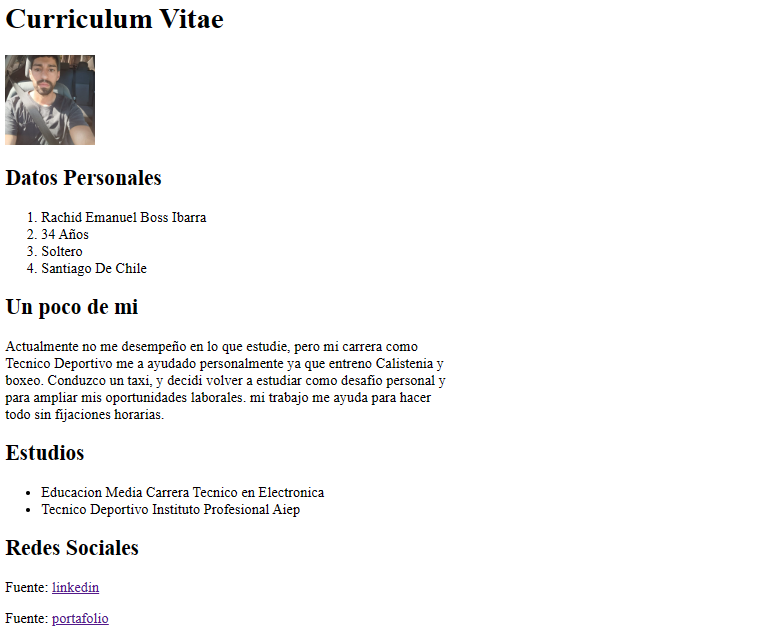 Curriculum Vitae
Datos Personales
1. Rachid Emanuel Boss Ibarra
2. 34 Años
3. Soltero
4. Santiago De Chile
Un poco de mi
Actualmente no me desempeño en lo que estudie, pero mi carrera como
Tecnico Deportivo me a ayudado personalmente ya que entreno Calistenia y
boxeo. Conduzco un taxi, y decidi volver a estudiar como desafio personal y
para ampliar mis oportunidades laborales. mi trabajo me ayuda para hacer
todo sin fijaciones horarias.
Estudios
• Educacion Media Carrera Tecnico en Electronica
• Tecnico Deportivo Instituto Profesional Aiep
Redes Sociales
Fuente: linkedin
Fuente: portafolio